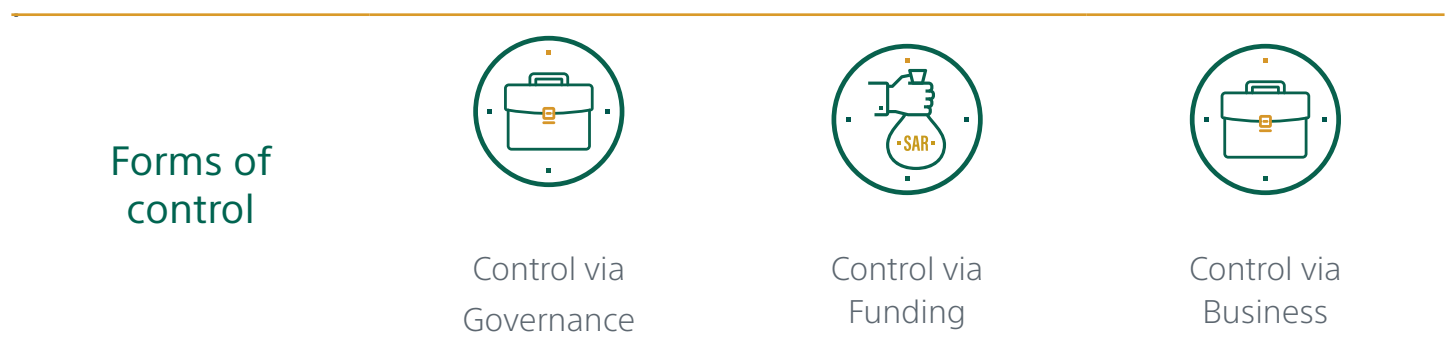 Forms of
control
SAR
Control via
Governance
Control via
Funding
Control via
Business